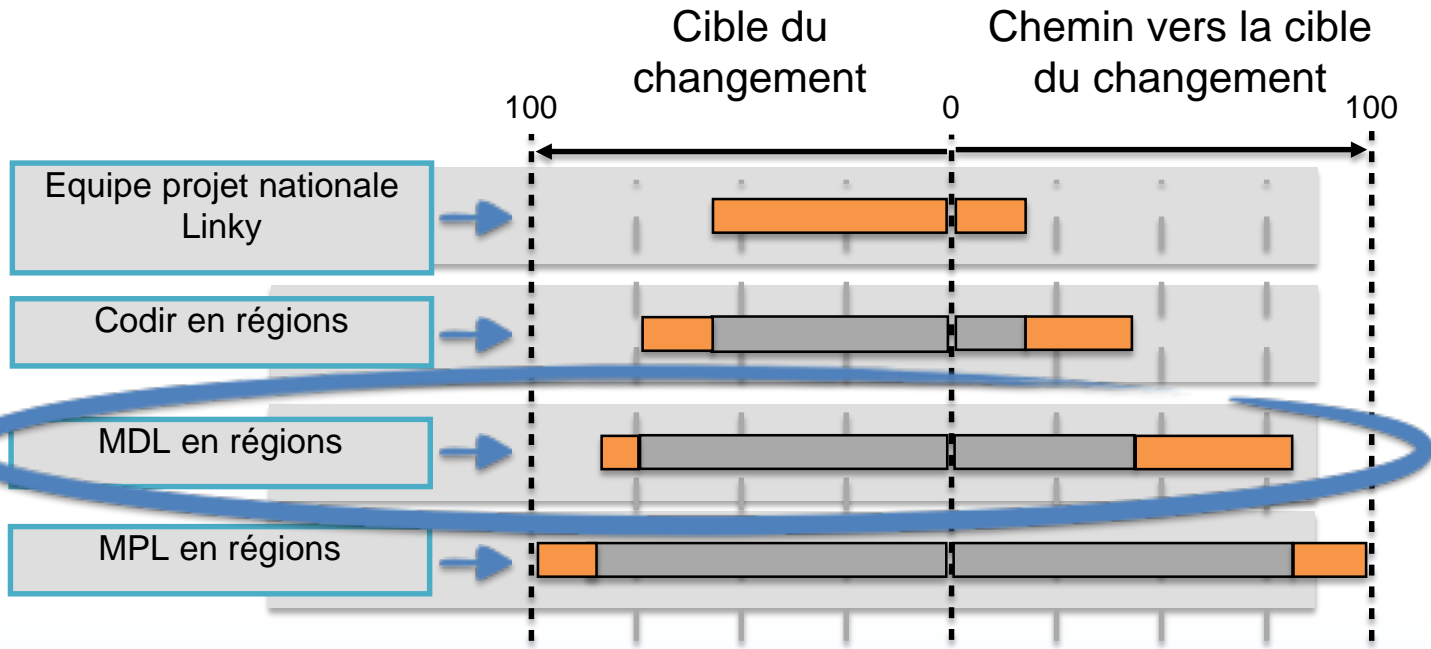 Cible du
changement
Chemin vers la cible
du changement
100
0
100
Equipe projet nationale
Linky
Codir en régions
MDL en régions
MPL en régions